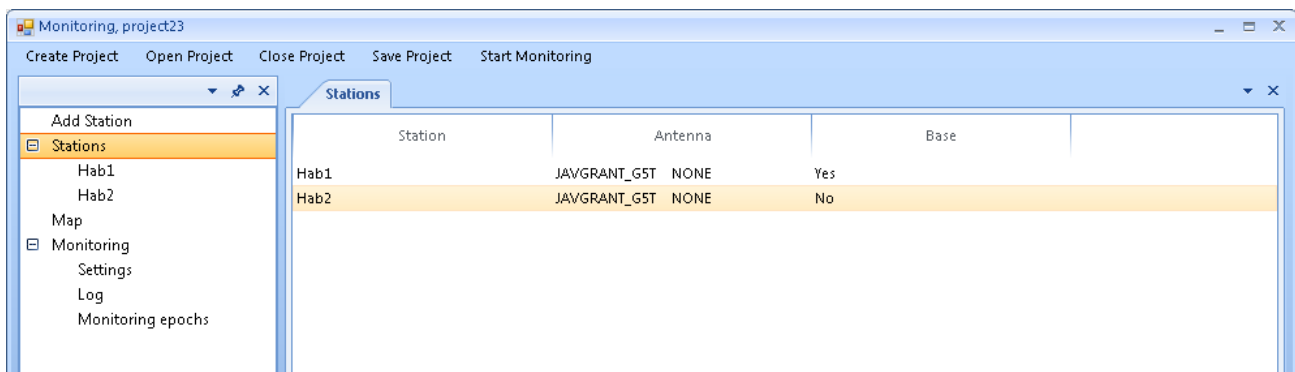 Monitoring, project23
Create Project Open Project Close Project Save Project Start Monitoring
Stations
Add Station
Stations
Hab1
Hab2
Map
Monitoring
Settings
Log
Monitoring epochs
Station Antenna Base
Hab1 JAVGRANT_G5T NONE Yes
Hab2 JAVGRANT_G5T NONE No